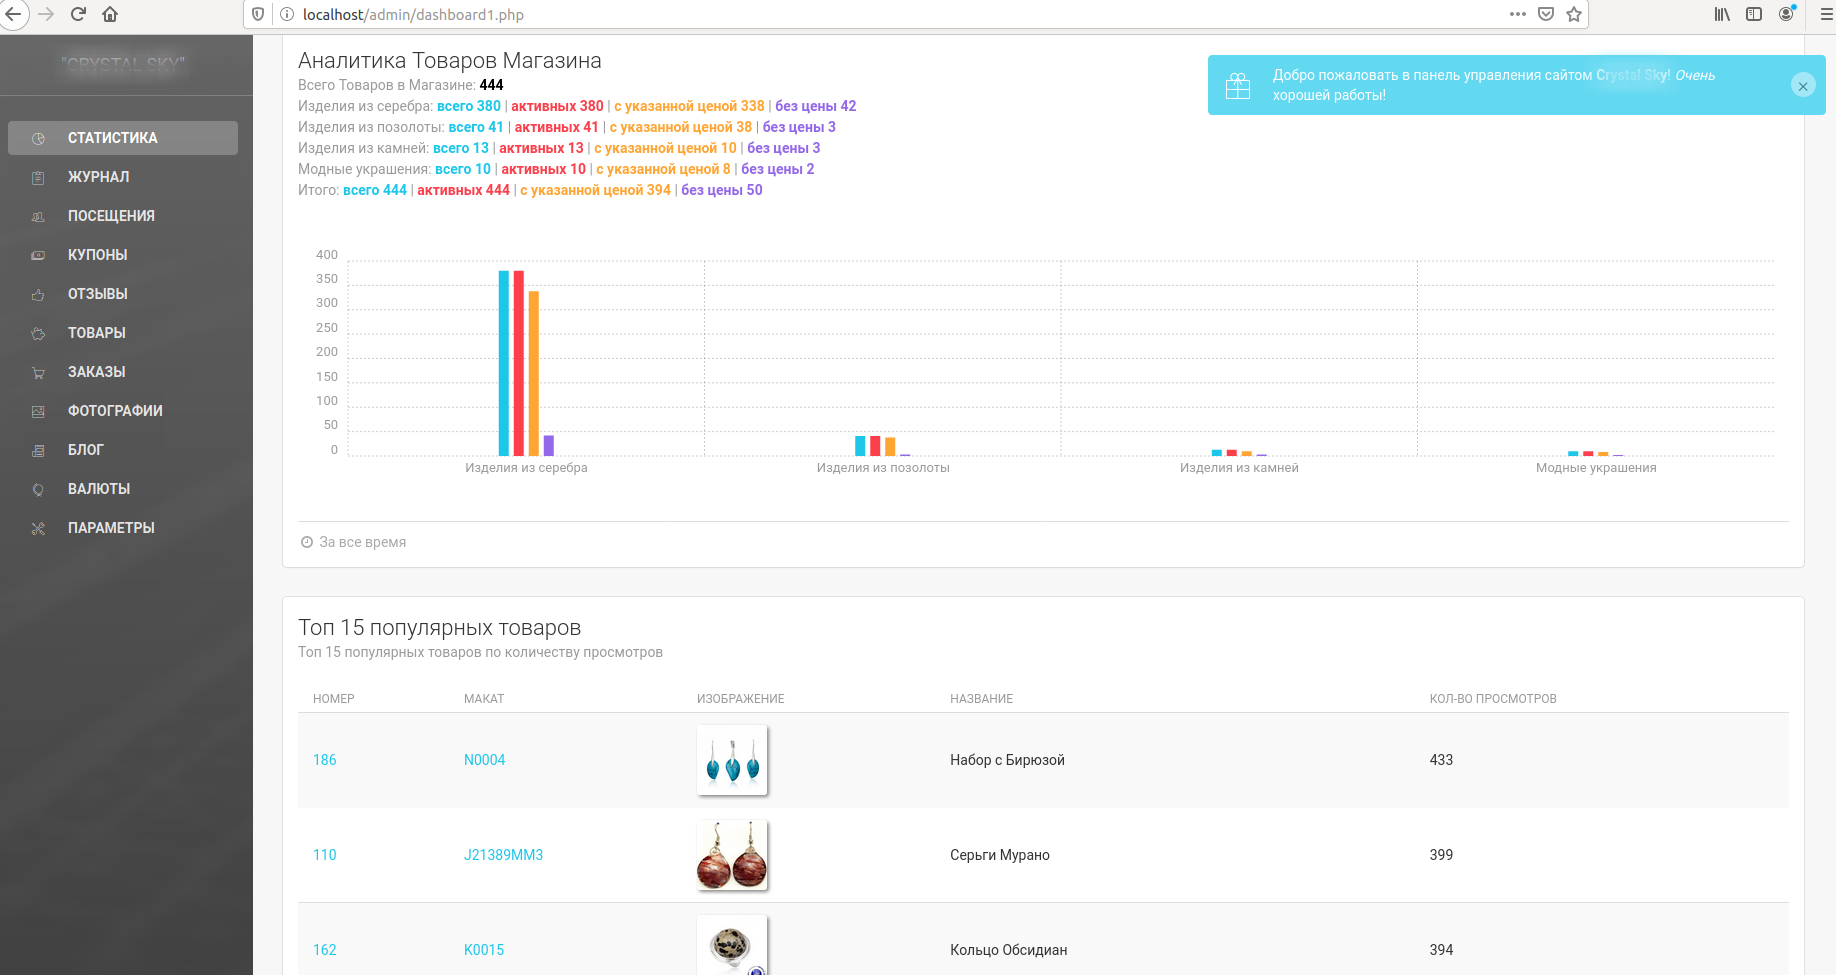 localhost/admin/dashboard1.php
"CRYSTAL SKY"
СТАТИСТИКА
ЖУРНАЛ
ПОСЕЩЕНИЯ
КУПОНЫ
ОТЗЫВЫ
ТОВАРЫ
ЗАКАЗЫ
ФОТОГРАФИИ
БЛОГ
ВАЛЮТЫ
ПАРАМЕТРЫ
Аналитика Товаров Магазина
Всего Товаров в Магазине: 444
Изделия из серебра: всего 380 | активных 380 | с указанной ценой 338 | без цены 42
Изделия из позолоты: всего 41 | активных 41 | с указанной ценой 38 | без цены 3
Изделия из камней: всего 13 | активных 13 | с указанной ценой 10 | без цены 3
Модные украшения: всего 10 | активных 10 | с указанной ценой 8 | без цены 2
Итого: всего 444 | активных 444 | с указанной ценой 394 | без цены 50
Добро пожаловать в панель управления сайтом Crystal Sky! Очень
хорошей работы!
400
350
300
250
200
150
100
50
0
Изделия из серебра
Изделия из позолоты
Изделия из камней
Модные украшения
За все время
Топ 15 популярных товаров
Топ 15 популярных товаров по количеству просмотров
НОМЕР МАКАТ ИЗОБРАЖЕНИЕ НАЗВАНИЕ КОЛ-ВО ПРОСМОТРОВ
186 N0004 Набор с Бирюзой 433
110 J21389MM3 Серьги Мурано 399
162 K0015 Кольцо Обсидиан 394